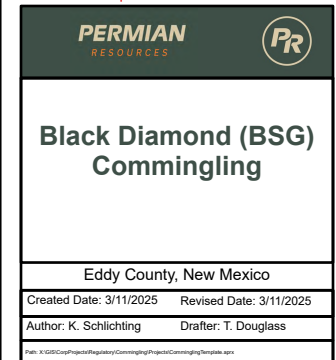 PERMIAN
RESOURCES
PR
Black Diamond (BSG)
Commingling
Eddy County, New Mexico
Created Date: 3/11/2025 Revised Date: 3/11/2025
Author: K. Schlichting Drafter: T. Douglass
Path: X:\GIS\CorpProjects\Regulatory\Commingling\Projects\ComminglingTemplate.aprx